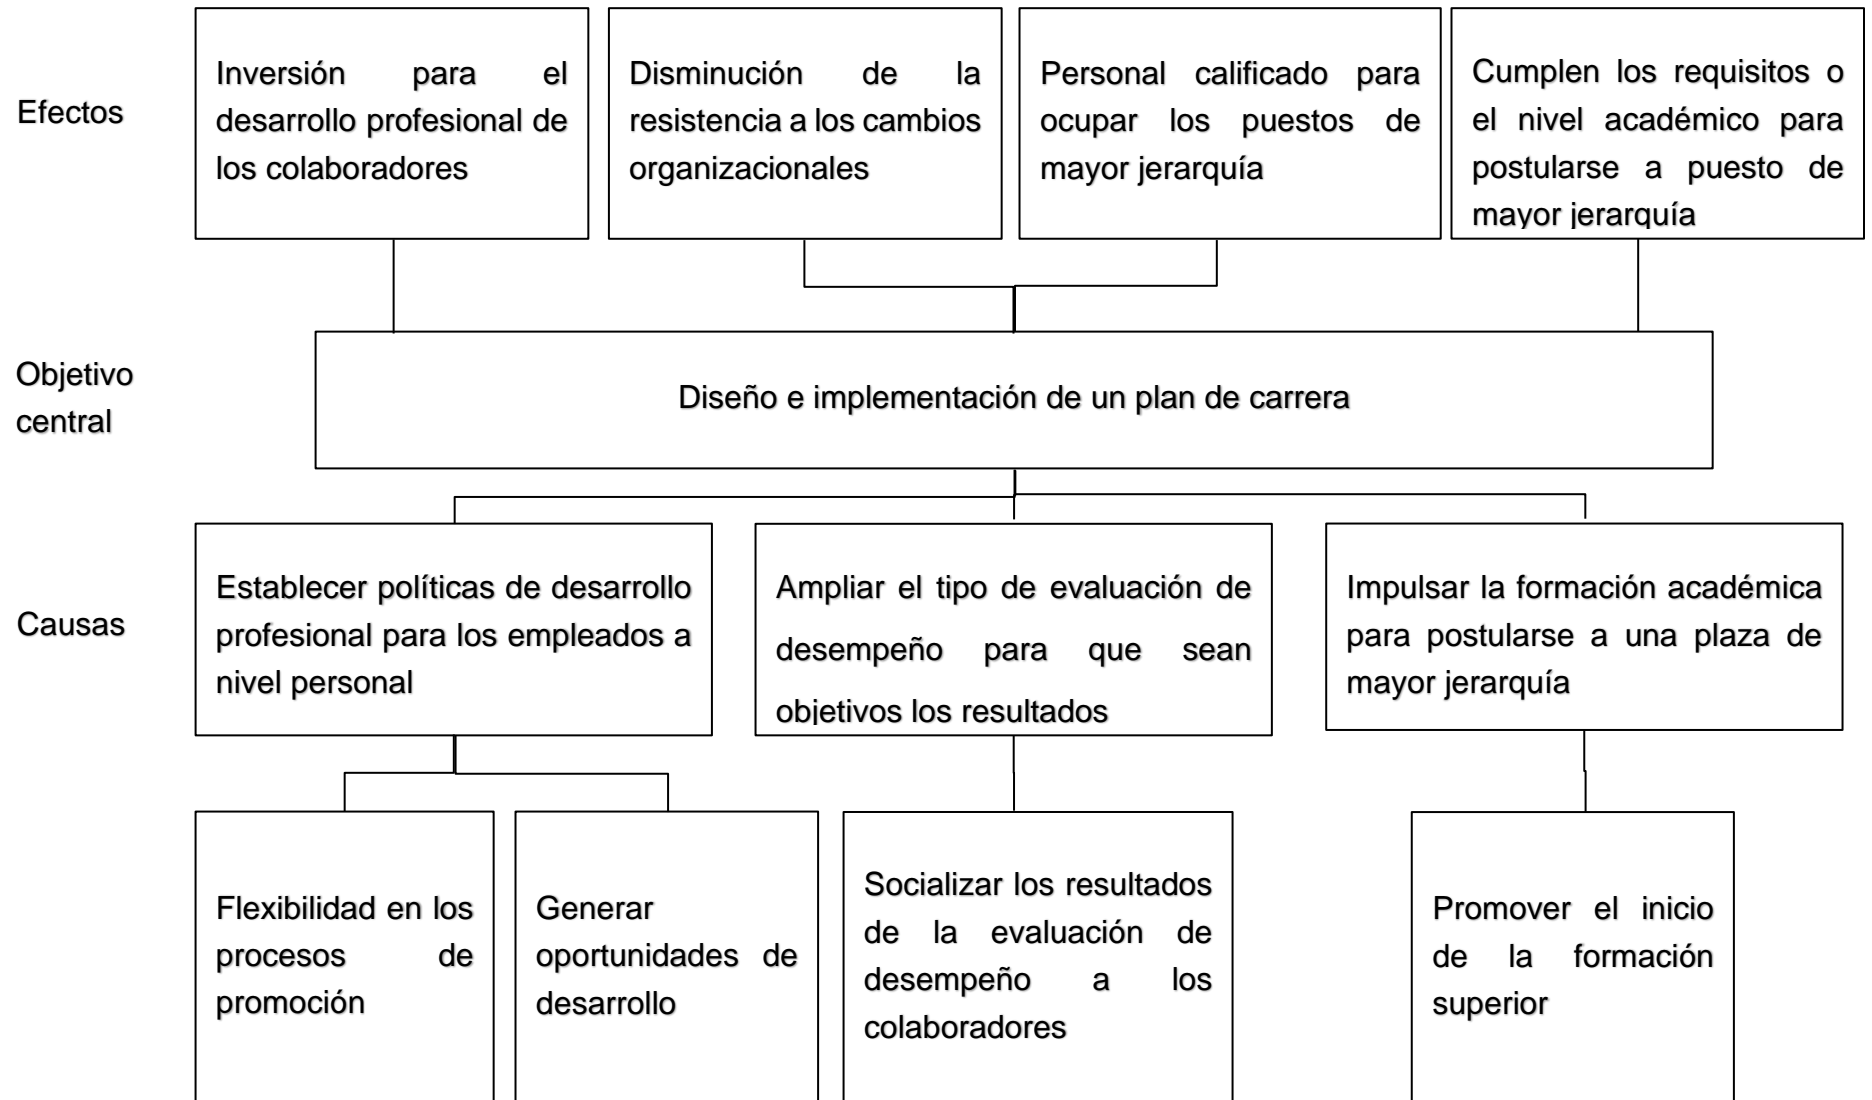 Efectos
Inversión para el
desarrollo profesional de
los colaboradores
Disminución de la
resistencia a los cambios
organizacionales
Personal calificado para
ocupar los puestos de
mayor jerarquía
Cumplen los requisitos o
el nivel académico para
postularse a puesto de
mayor jerarquía
Objetivo
central
Diseño e implementación de un plan de carrera
Causas
Establecer políticas de desarrollo
profesional para los empleados a
nivel personal
Ampliar el tipo de evaluación de
desempeño para que sean
objetivos los resultados
Impulsar la formación académica
para postularse a una plaza de
mayor jerarquía
Flexibilidad en los
procesos de
promoción
Generar
oportunidades de
desarrollo
Socializar los resultados
de la evaluación de
desempeño a los
colaboradores
Promover el inicio
de la formación
superior